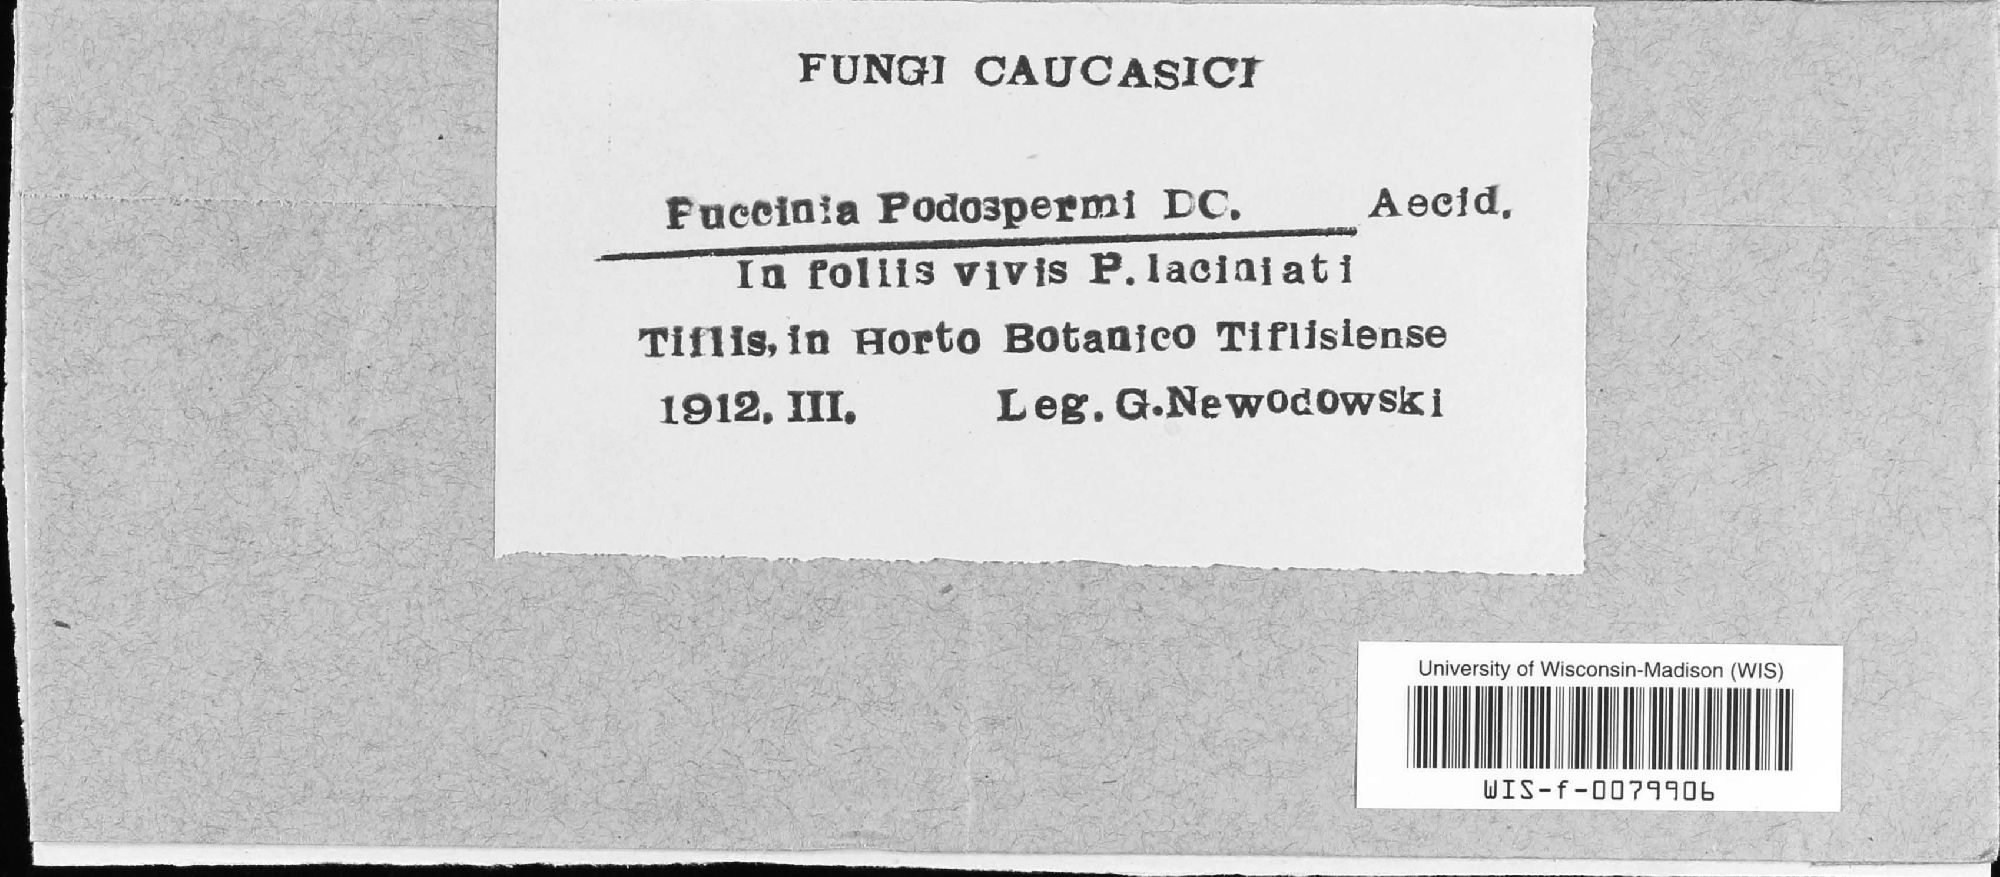 FUNGI CAUCASICI
Puccinia Podospermi DC. Aecid.
In foliis vivis P. laciniati
Tiflis, in Horto Botanico Tiflisiense
1912. III. Leg. G. Newodowski
University of Wisconsin-Madison (WIS)
WIS-f-0079906